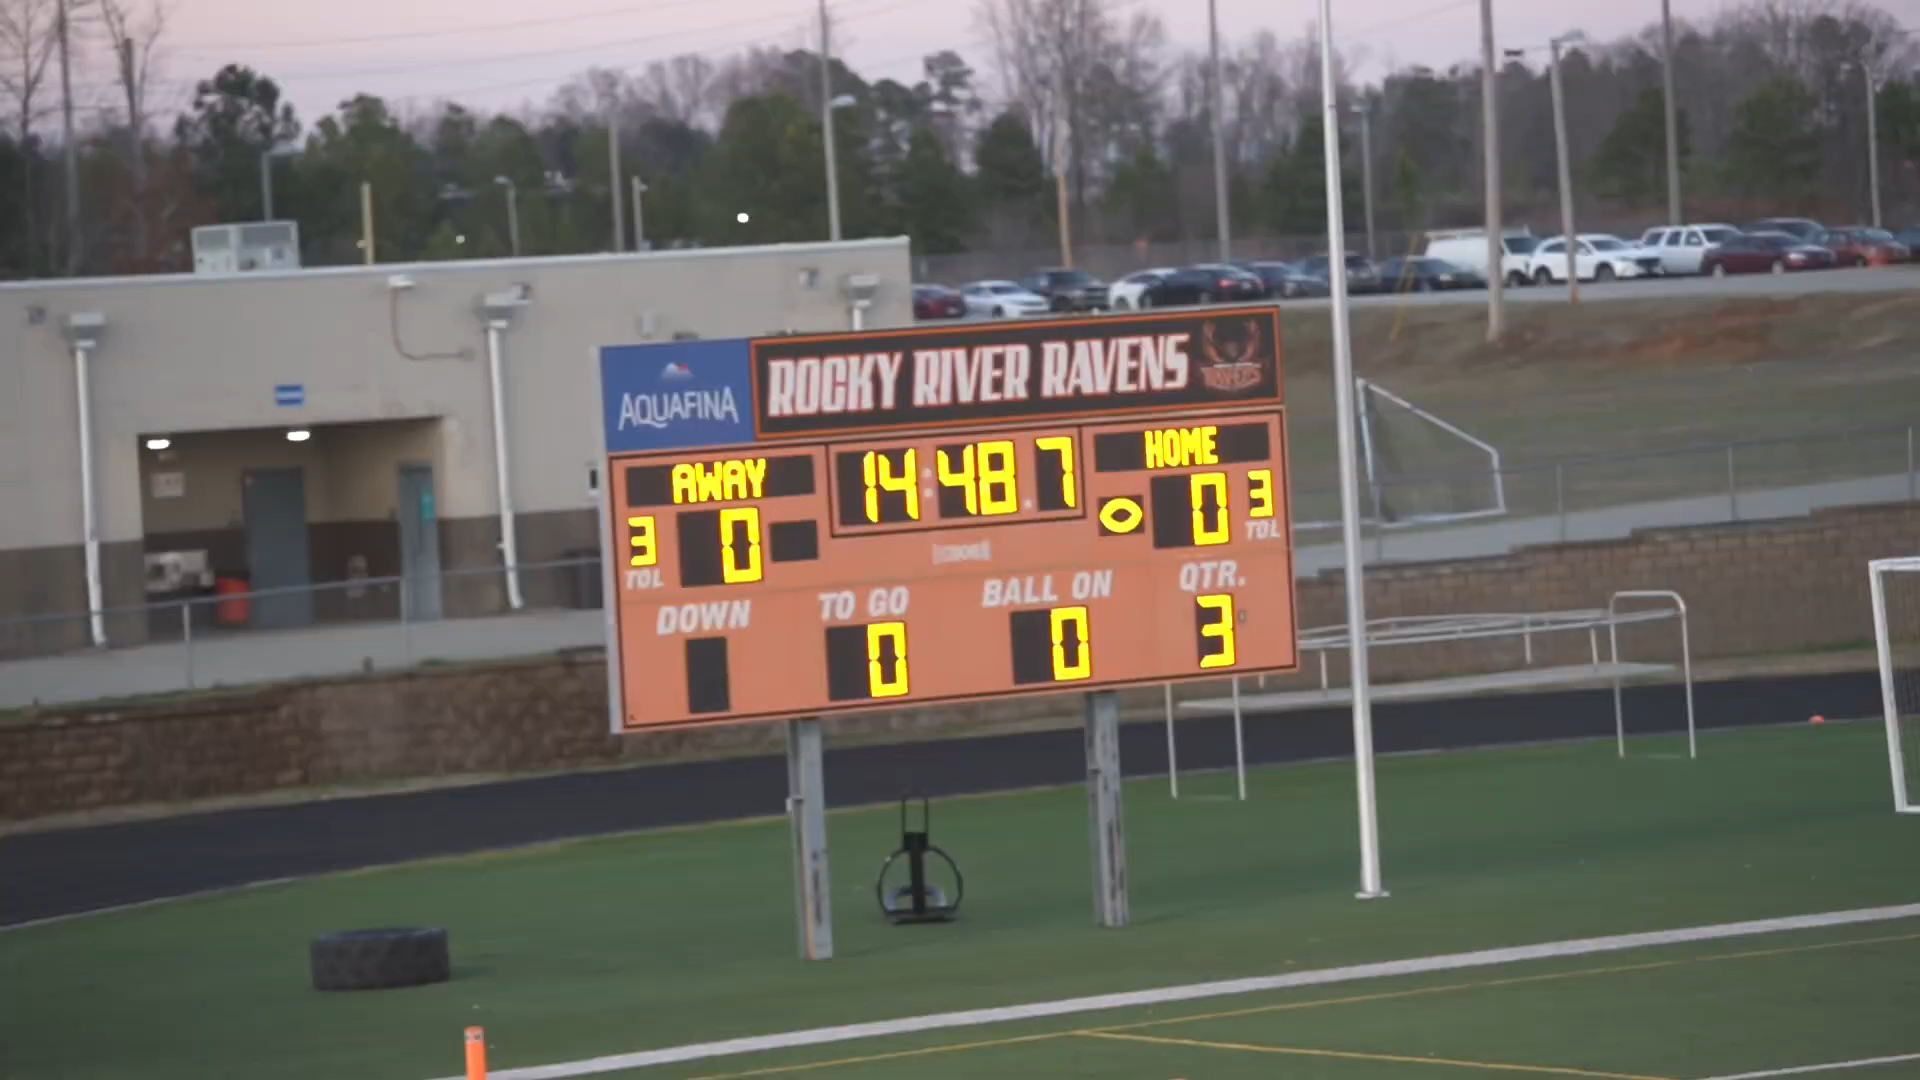 AQUAFINA
ROCKY RIVER RAVENS
RAVENS
AWAY
14:48.7
HOME
3
0
0
3
TOL
TOL
DOWN
TO GO
BALL ON
QTR.
0
0
3